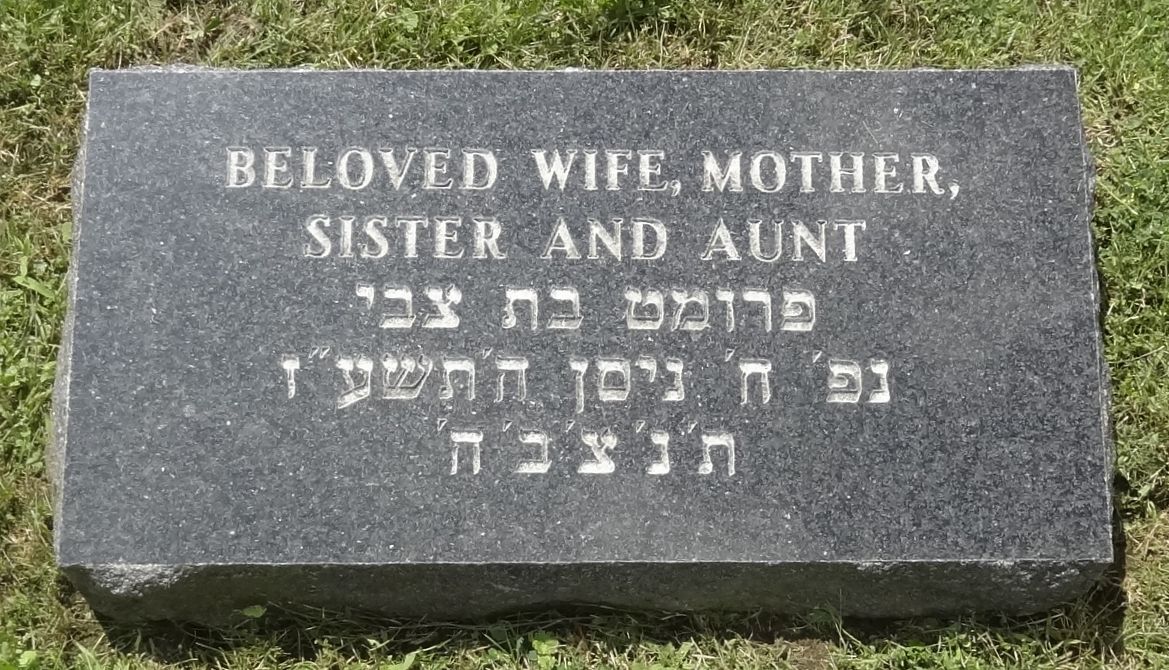 BELOVED WIFE, MOTHER,
SISTER AND AUNT
פרומט בת צבי
נפ׳ ח׳ ניסן ה׳תשע״ז
ת׳ נ׳ צ׳ ב׳ ה׳